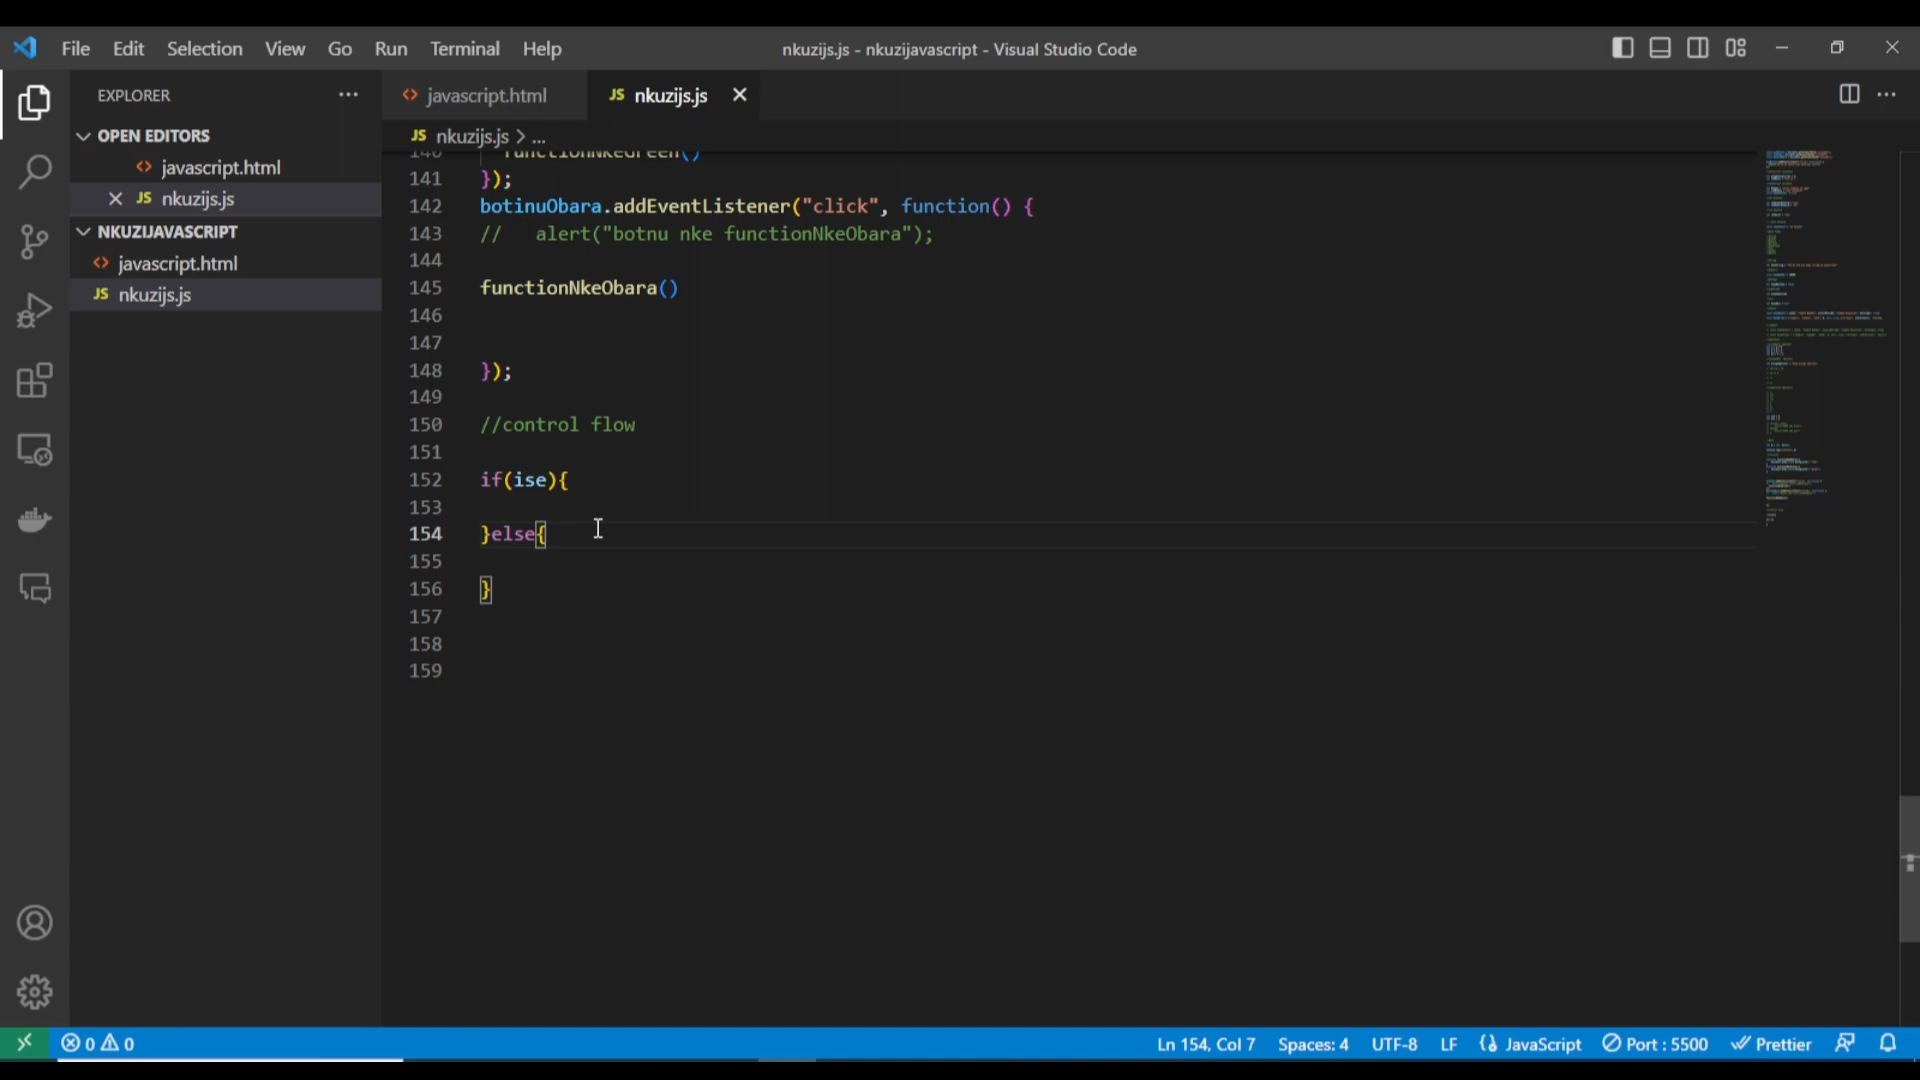 File Edit Selection View Go Run Terminal Help
nkuzijs.js - nkuzijavascript - Visual Studio Code
EXPLORER
OPEN EDITORS
javascript.html
JS nkuzijs.js
NKUZIJAVASCRIPT
javascript.html
JS nkuzijs.js
javascript.html
JS nkuzijs.js
JS nkuzijs.js > ...
140 functionNkeGreen()
141 });
142 botinuObara.addEventListener("click", function() {
143 // alert("botnu nke functionNkeObara");
144
145 functionNkeObara()
146
147
148 });
149
150 //control flow
151
152 if(ise){
153
154 }else{
155
156 }
157
158
159
0 0
Ln 154, Col 7 Spaces: 4 UTF-8 LF JavaScript Port : 5500 Prettier